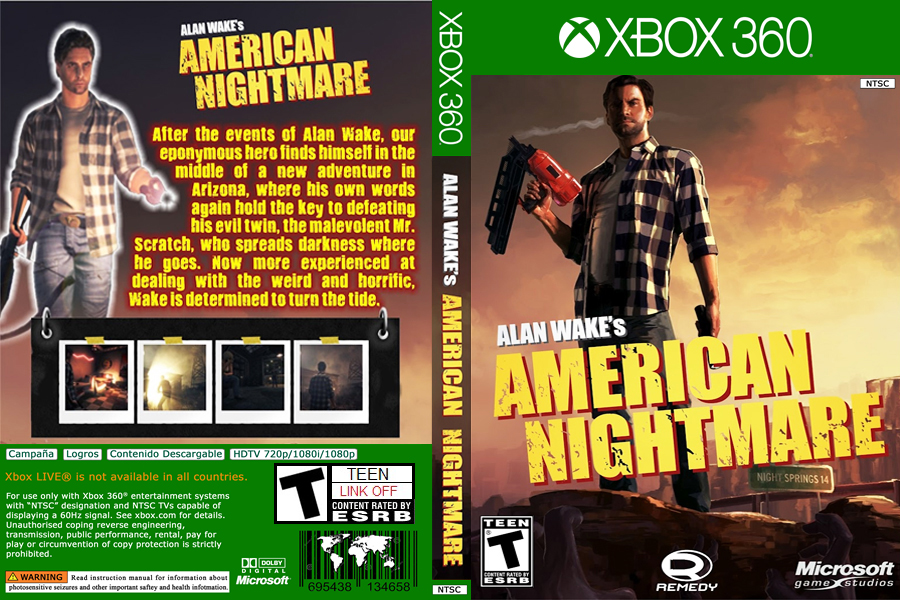 ALAN WAKE's
AMERICAN
NIGHTMARE
After the events of Alan Wake, our
eponymous hero finds himself in the
middle of a new adventure in
Arizona, where his own words
again hold the key to defeating
his evil twin, the malevolent Mr.
Scratch, who spreads darkness where
he goes. Now more experienced at
dealing with the weird and horrific,
Wake is determined to turn the tide.
Campaña
Logros
Contenido Descargable
HDTV 720p/1080i/1080p
Xbox LIVE® is not available in all countries.
For use only with Xbox 360® entertainment systems
with “NTSC” designation and NTSC TVs capable of
displaying a 60Hz signal. See xbox.com for details.
Unauthorised coping reverse engineering,
transmission, public performance, rental, pay for
play or circumvention of copy protection is strictly
prohibited.
WARNING Read instruction manual for information about
photosensitive seizures and other important saftey and health infotmation.
T
TEEN
LINK OFF
CONTENT RATED BY
ESRB
DOLBY
DIGITAL
Microsoft®
695438 134658
XBOX 360
ALAN WAKE's AMERICAN NIGHTMARE
NTSC
XBOX 360
NTSC
ALAN WAKE's
AMERICAN
NIGHTMARE
NIGHT SPRINGS 14
TEEN
T
CONTENT RATED BY
ESRB
R
REMEDY
Microsoft
game studios